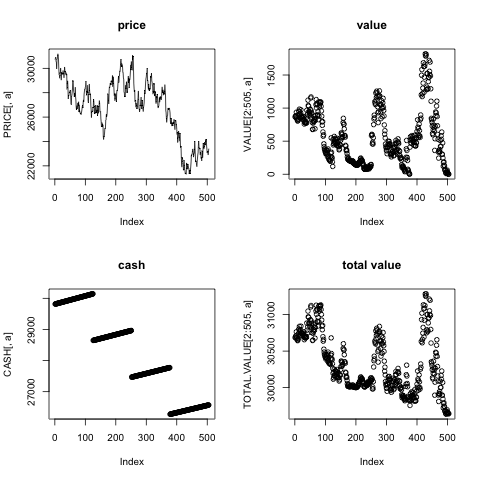 price
PRICE[, a]
22000 26000 30000
0 100 200 300 400 500
Index
value
VALUE[2:505, a]
0 500 1000 1500
0 100 200 300 400 500
Index
cash
CASH[, a]
27000 29000
0 100 200 300 400 500
Index
total value
TOTAL.VALUE[2:505, a]
30000 30500 31000
0 100 200 300 400 500
Index